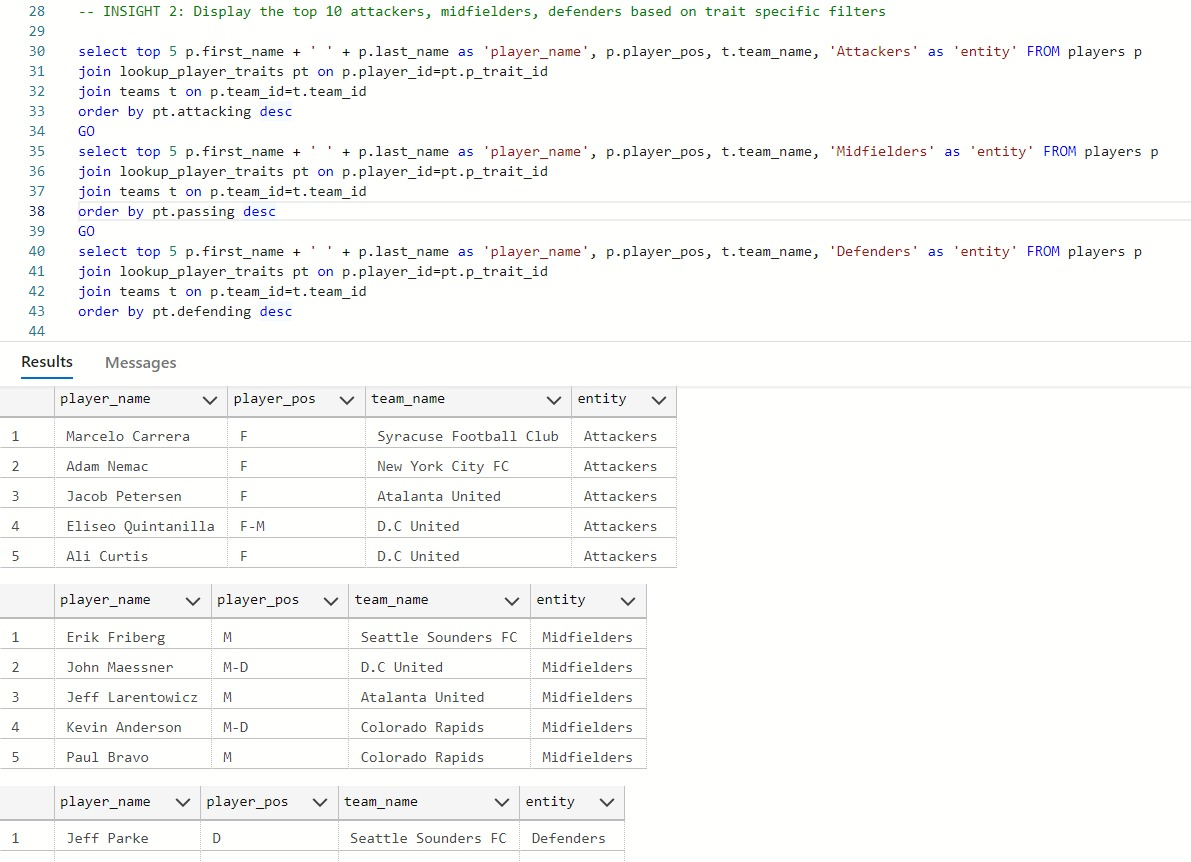 28 -- INSIGHT 2: Display the top 10 attackers, midfielders, defenders based on trait specific filters
29
30 select top 5 p.first_name + ' ' + p.last_name as 'player_name', p.player_pos, t.team_name, 'Attackers' as 'entity' FROM players p
31 join lookup_player_traits pt on p.player_id=pt.p_trait_id
32 join teams t on p.team_id=t.team_id
33 order by pt.attacking desc
34 GO
35 select top 5 p.first_name + ' ' + p.last_name as 'player_name', p.player_pos, t.team_name, 'Midfielders' as 'entity' FROM players p
36 join lookup_player_traits pt on p.player_id=pt.p_trait_id
37 join teams t on p.team_id=t.team_id
38 order by pt.passing desc
39 GO
40 select top 5 p.first_name + ' ' + p.last_name as 'player_name', p.player_pos, t.team_name, 'Defenders' as 'entity' FROM players p
41 join lookup_player_traits pt on p.player_id=pt.p_trait_id
42 join teams t on p.team_id=t.team_id
43 order by pt.defending desc
44
Results Messages
player_name player_pos team_name entity
1 Marcelo Carrera F Syracuse Football Club Attackers
2 Adam Nemac F New York City FC Attackers
3 Jacob Petersen F Atalanta United Attackers
4 Eliseo Quintanilla F-M D.C United Attackers
5 Ali Curtis F D.C United Attackers
player_name player_pos team_name entity
1 Erik Friberg M Seattle Sounders FC Midfielders
2 John Maessner M-D D.C United Midfielders
3 Jeff Larentowicz M Atalanta United Midfielders
4 Kevin Anderson M-D Colorado Rapids Midfielders
5 Paul Bravo M Colorado Rapids Midfielders
player_name player_pos team_name entity
1 Jeff Parke D Seattle Sounders FC Defenders